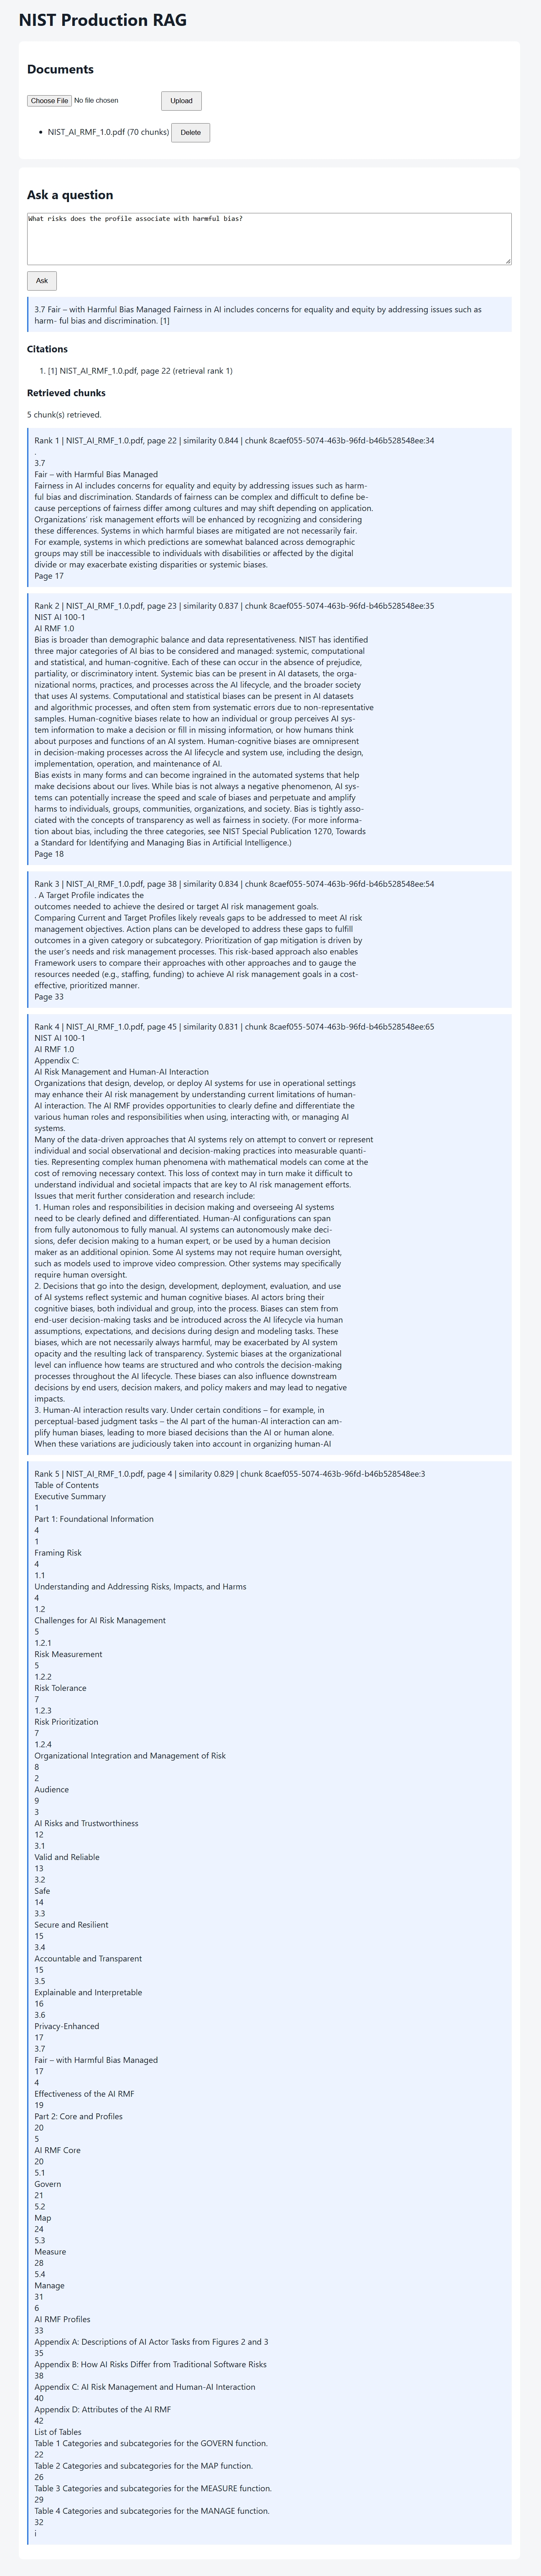 NIST Production RAG
Documents
Choose File No file chosen Upload
NIST_AI_RMF_1.0.pdf (70 chunks) Delete
Ask a question
What risks does the profile associate with harmful bias?
Ask
3.7 Fair – with Harmful Bias Managed Fairness in AI includes concerns for equality and equity by addressing issues such as
harm- ful bias and discrimination. [1]
Citations
1. [1] NIST_AI_RMF_1.0.pdf, page 22 (retrieval rank 1)
Retrieved chunks
5 chunk(s) retrieved.
Rank 1 | NIST_AI_RMF_1.0.pdf, page 22 | similarity 0.844 | chunk 8caef055-5074-463b-96fd-b46b528548ee:34
.
3.7
Fair – with Harmful Bias Managed
Fairness in AI includes concerns for equality and equity by addressing issues such as harm-
ful bias and discrimination. Standards of fairness can be complex and difficult to define be-
cause perceptions of fairness differ among cultures and may shift depending on application.
Organizations' risk management efforts will be enhanced by recognizing and considering
these differences. Systems in which harmful biases are mitigated are not necessarily fair.
For example, systems in which predictions are somewhat balanced across demographic
groups may still be inaccessible to individuals with disabilities or affected by the digital
divide or may exacerbate existing disparities or systemic biases.
Page 17
Rank 2 | NIST_AI_RMF_1.0.pdf, page 23 | similarity 0.837 | chunk 8caef055-5074-463b-96fd-b46b528548ee:35
NIST AI 100-1
AI RMF 1.0
Bias is broader than demographic balance and data representativeness. NIST has identified
three major categories of AI bias to be considered and managed: systemic, computational
and statistical, and human-cognitive. Each of these can occur in the absence of prejudice,
partiality, or discriminatory intent. Systemic bias can be present in AI datasets, the orga-
nizational norms, practices, and processes across the AI lifecycle, and the broader society
that uses AI systems. Computational and statistical biases can be present in AI datasets
and algorithmic processes, and often stem from systematic errors due to non-representative
samples. Human-cognitive biases relate to how an individual or group perceives AI sys-
tem information to make a decision or fill in missing information, or how humans think
about purposes and functions of an AI system. Human-cognitive biases are omnipresent
in decision-making processes across the AI lifecycle and system use, including the design,
implementation, operation, and maintenance of AI.
Bias exists in many forms and can become ingrained in the automated systems that help
make decisions about our lives. While bias is not always a negative phenomenon, AI sys-
tems can potentially increase the speed and scale of biases and perpetuate and amplify
harms to individuals, groups, communities, organizations, and society. Bias is tightly asso-
ciated with the concepts of transparency as well as fairness in society. (For more informa-
tion about bias, including the three categories, see NIST Special Publication 1270, Towards
a Standard for Identifying and Managing Bias in Artificial Intelligence.)
Page 18
Rank 3 | NIST_AI_RMF_1.0.pdf, page 38 | similarity 0.834 | chunk 8caef055-5074-463b-96fd-b46b528548ee:54
. A Target Profile indicates the
outcomes needed to achieve the desired or target AI risk management goals.
Comparing Current and Target Profiles likely reveals gaps to be addressed to meet AI risk
management objectives. Action plans can be developed to address these gaps to fulfill
outcomes in a given category or subcategory. Prioritization of gap mitigation is driven by
the user's needs and risk management processes. This risk-based approach also enables
Framework users to compare their approaches with other approaches and to gauge the
resources needed (e.g., staffing, funding) to achieve AI risk management goals in a cost-
effective, prioritized manner.
Page 33
Rank 4 | NIST_AI_RMF_1.0.pdf, page 45 | similarity 0.831 | chunk 8caef055-5074-463b-96fd-b46b528548ee:65
NIST AI 100-1
AI RMF 1.0
Appendix C:
AI Risk Management and Human-AI Interaction
Organizations that design, develop, or deploy AI systems for use in operational settings
may enhance their AI risk management by understanding current limitations of human-
AI interaction. The AI RMF provides opportunities to clearly define and differentiate the
various human roles and responsibilities when using, interacting with, or managing AI
systems.
Many of the data-driven approaches that AI systems rely on attempt to convert or represent
individual and social observational and decision-making practices into measurable quanti-
ties. Representing complex human phenomena with mathematical models can come at the
cost of removing necessary context. This loss of context may in turn make it difficult to
understand individual and societal impacts that are key to AI risk management efforts.
Issues that merit further consideration and research include:
1. Human roles and responsibilities in decision making and overseeing AI systems
need to be clearly defined and differentiated. Human-AI configurations can span
from fully autonomous to fully manual. AI systems can autonomously make deci-
sions, defer decision making to a human expert, or be used by a human decision
maker as an additional opinion. Some AI systems may not require human oversight,
such as models used to improve video compression. Other systems may specifically
require human oversight.
2. Decisions that go into the design, development, deployment, evaluation, and use
of AI systems reflect systemic and human cognitive biases. AI actors bring their
cognitive biases, both individual and group, into the process. Biases can stem from
end-user decision-making tasks and be introduced across the AI lifecycle via human
assumptions, expectations, and decisions during design and modeling tasks. These
biases, which are not necessarily always harmful, may be exacerbated by AI system
opacity and the resulting lack of transparency. Systemic biases at the organizational
level can influence how teams are structured and who controls the decision-making
processes throughout the AI lifecycle. These biases can also influence downstream
decisions by end users, decision makers, and policy makers and may lead to negative
impacts.
3. Human-AI interaction results vary. Under certain conditions – for example, in
perceptual-based judgment tasks – the AI part of the human-AI interaction can am-
plify human biases, leading to more biased decisions than the AI or human alone.
When these variations are judiciously taken into account in organizing human-AI
Rank 5 | NIST_AI_RMF_1.0.pdf, page 4 | similarity 0.829 | chunk 8caef055-5074-463b-96fd-b46b528548ee:3
Table of Contents
Executive Summary
1
Part 1: Foundational Information
4
1
Framing Risk
4
1.1
Understanding and Addressing Risks, Impacts, and Harms
4
1.2
Challenges for AI Risk Management
5
1.2.1
Risk Measurement
5
1.2.2
Risk Tolerance
7
1.2.3
Risk Prioritization
7
1.2.4
Organizational Integration and Management of Risk
8
2
Audience
9
3
AI Risks and Trustworthiness
12
3.1
Valid and Reliable
13
3.2
Safe
14
3.3
Secure and Resilient
15
3.4
Accountable and Transparent
15
3.5
Explainable and Interpretable
16
3.6
Privacy-Enhanced
17
3.7
Fair – with Harmful Bias Managed
17
4
Effectiveness of the AI RMF
19
Part 2: Core and Profiles
20
5
AI RMF Core
20
5.1
Govern
21
5.2
Map
24
5.3
Measure
28
5.4
Manage
31
6
AI RMF Profiles
33
Appendix A: Descriptions of AI Actor Tasks from Figures 2 and 3
35
Appendix B: How AI Risks Differ from Traditional Software Risks
38
Appendix C: AI Risk Management and Human-AI Interaction
40
Appendix D: Attributes of the AI RMF
42
List of Tables
Table 1 Categories and subcategories for the GOVERN function.
22
Table 2 Categories and subcategories for the MAP function.
26
Table 3 Categories and subcategories for the MEASURE function.
29
Table 4 Categories and subcategories for the MANAGE function.
32
i